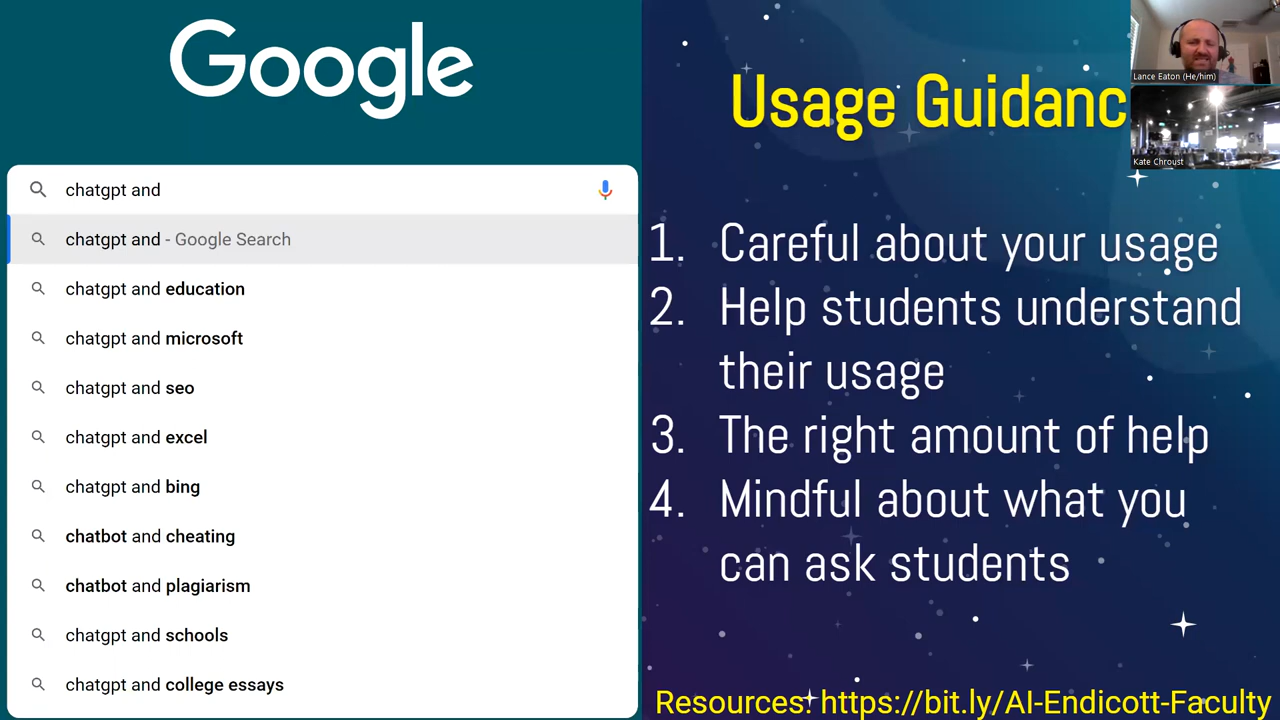 Google
chatgpt and
chatgpt and - Google Search
chatgpt and education
chatgpt and microsoft
chatgpt and seo
chatgpt and excel
chatgpt and bing
chatbot and cheating
chatbot and plagiarism
chatgpt and schools
chatgpt and college essays
Usage Guidanc
1. Careful about your usage
2. Help students understand
their usage
3. The right amount of help
4. Mindful about what you
can ask students
Resources: https://bit.ly/AI-Endicott-Faculty
Lance Eaton (He/him)
Kate Chroust